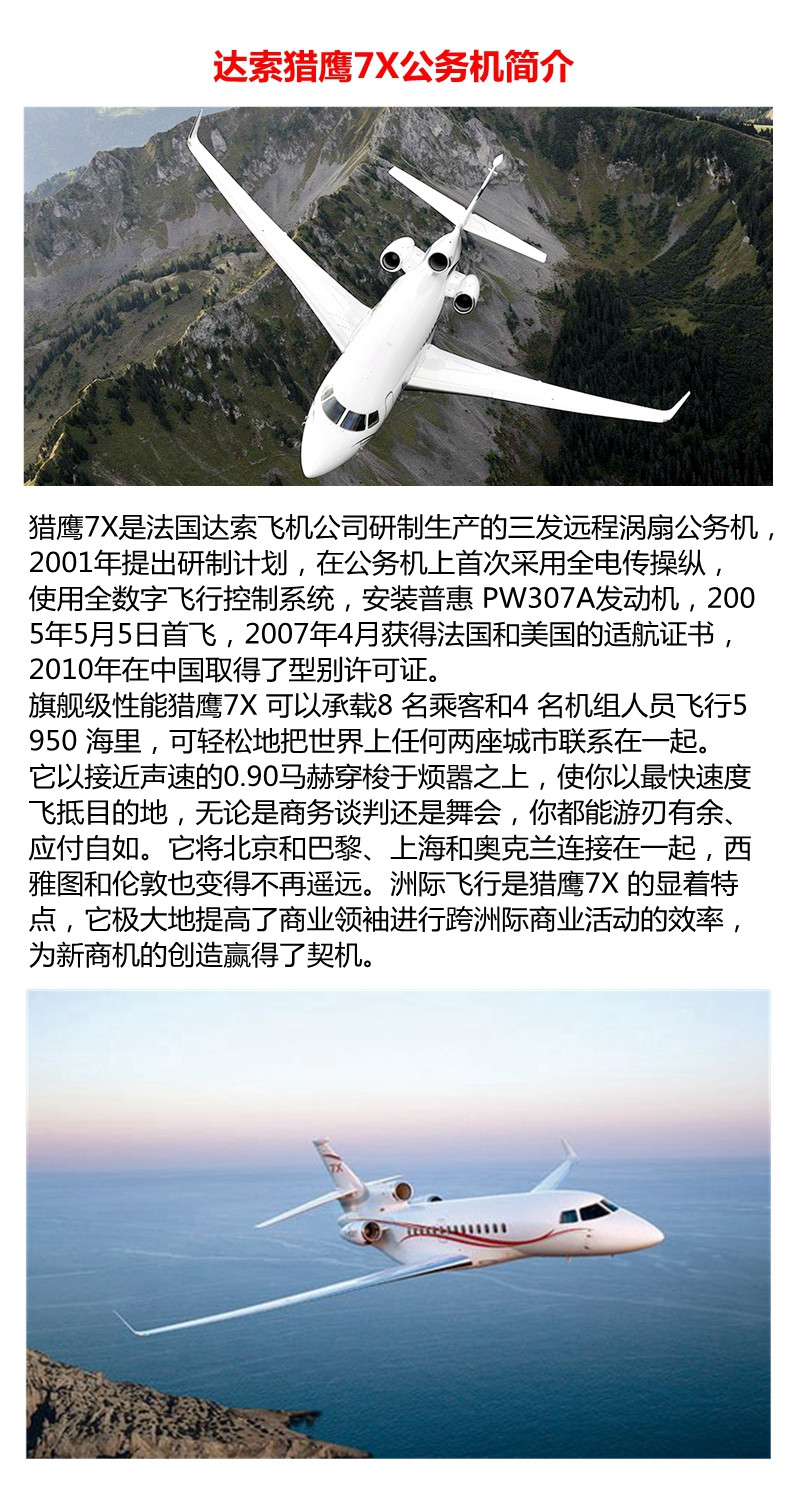 达索猎鹰7X公务机简介
猎鹰7X是法国达索飞机公司研制生产的三发远程涡扇公务机，
2001年提出研制计划，在公务机上首次采用全电传操纵，
使用全数字飞行控制系统，安装普惠 PW307A发动机，200
5年5月5日首飞，2007年4月获得法国和美国的适航证书，
2010年在中国取得了型别许可证。
旗舰级性能猎鹰7X 可以承载8 名乘客和4 名机组人员飞行5
950 海里，可轻松地把世界上任何两座城市联系在一起。
它以接近声速的0.90马赫穿梭于烦嚣之上，使你以最快速度
飞抵目的地，无论是商务谈判还是舞会，你都能游刃有余、
应付自如。它将北京和巴黎、上海和奥克兰连接在一起，西
雅图和伦敦也变得不再遥远。洲际飞行是猎鹰7X 的显着特
点，它极大地提高了商业领袖进行跨洲际商业活动的效率，
为新商机的创造赢得了契机。
7X